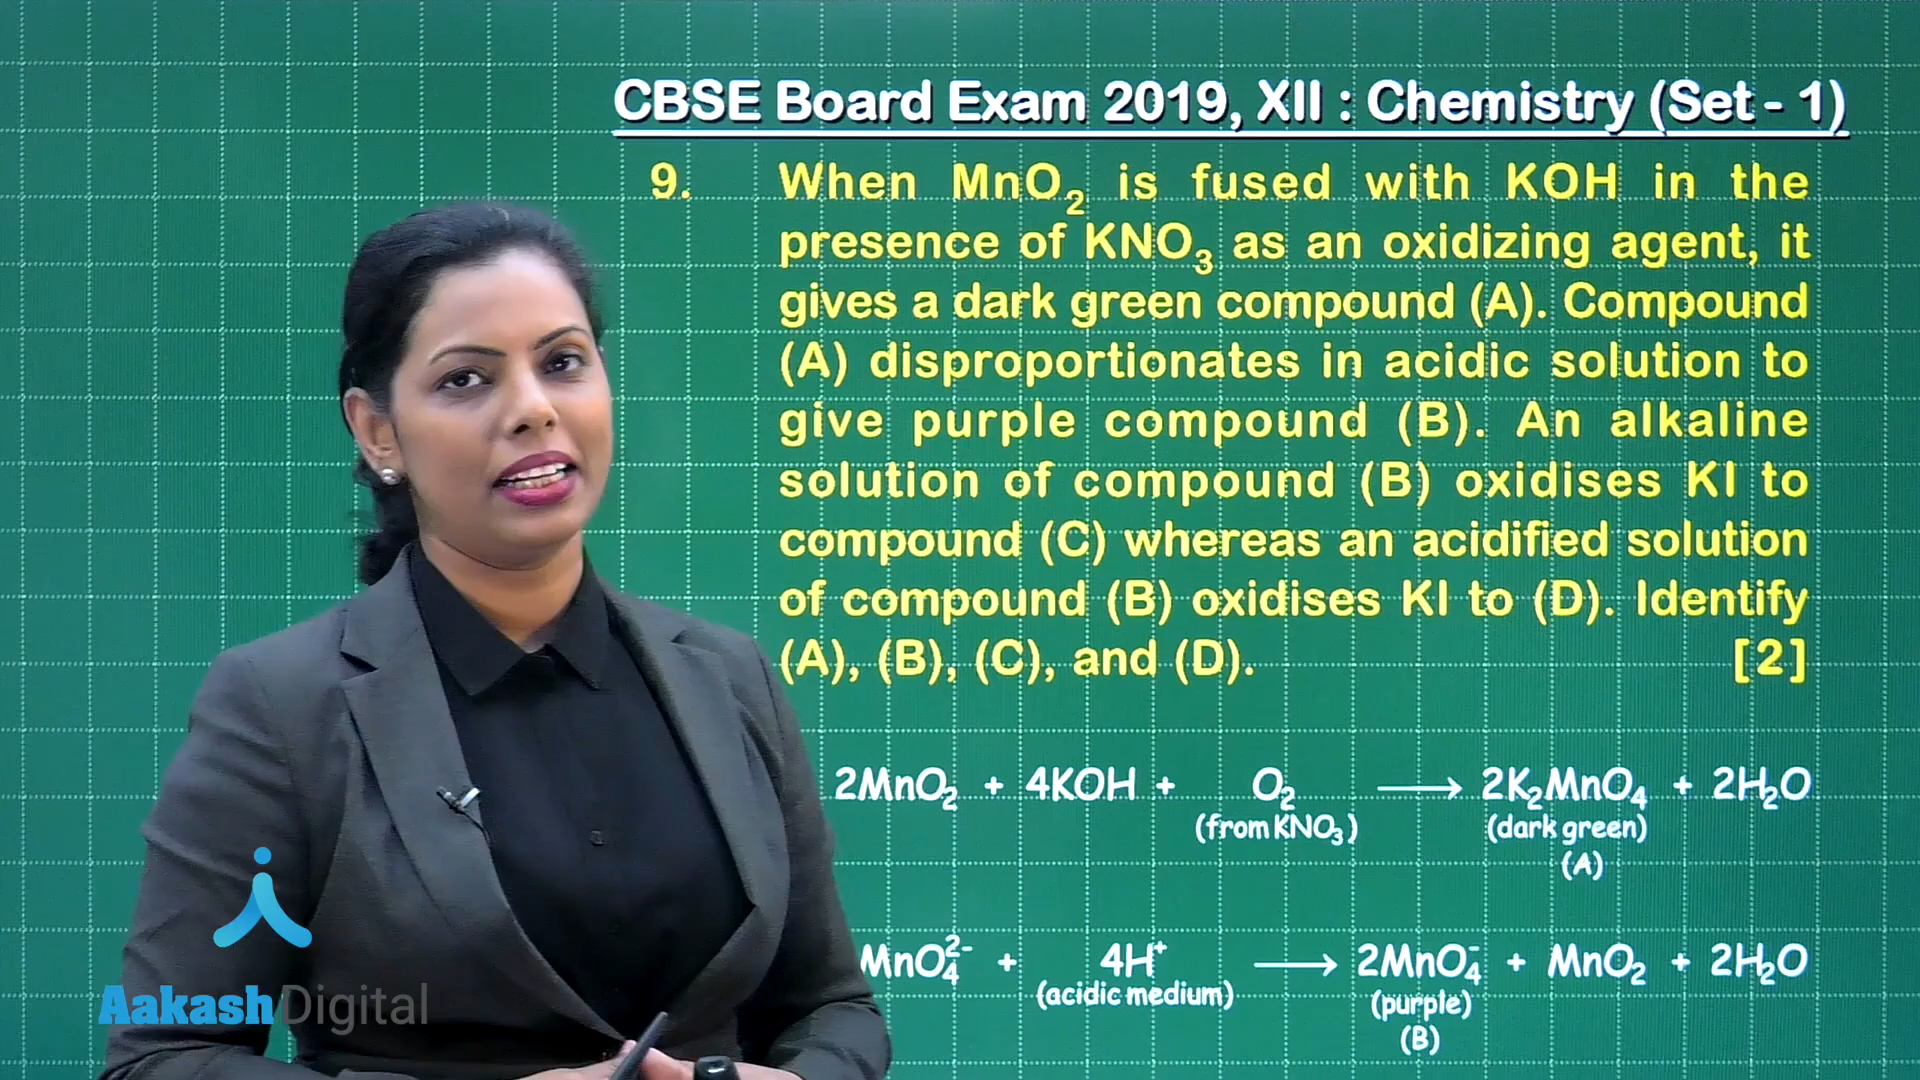 CBSE Board Exam 2019, XII : Chemistry (Set - 1)
9. When MnO₂ is fused with KOH in the
presence of KNO₃ as an oxidizing agent, it
gives a dark green compound (A). Compound
(A) disproportionates in acidic solution to
give purple compound (B). An alkaline
solution of compound (B) oxidises KI to
compound (C) whereas an acidified solution
of compound (B) oxidises KI to (D). Identify
(A), (B), (C), and (D). [2]
2MnO₂ + 4KOH + O₂ ⟶ 2K₂MnO₄ + 2H₂O
(from KNO₃) (dark green)
(A)
MnO₄²⁻ + 4H⁺ ⟶ 2MnO₄⁻ + MnO₂ + 2H₂O
(acidic medium) (purple)
(B)
Aakash Digital